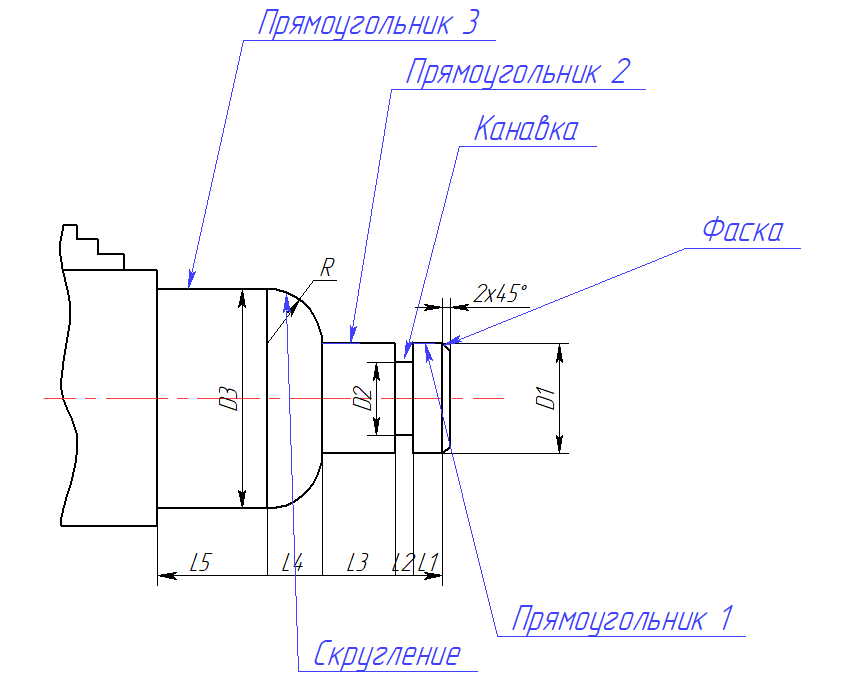 Прямоугольник 3
Прямоугольник 2
Канавка
Фаска
R
2x45°
D3
D2
D1
L5
L4
L3
L2
L1
Прямоугольник 1
Скругление